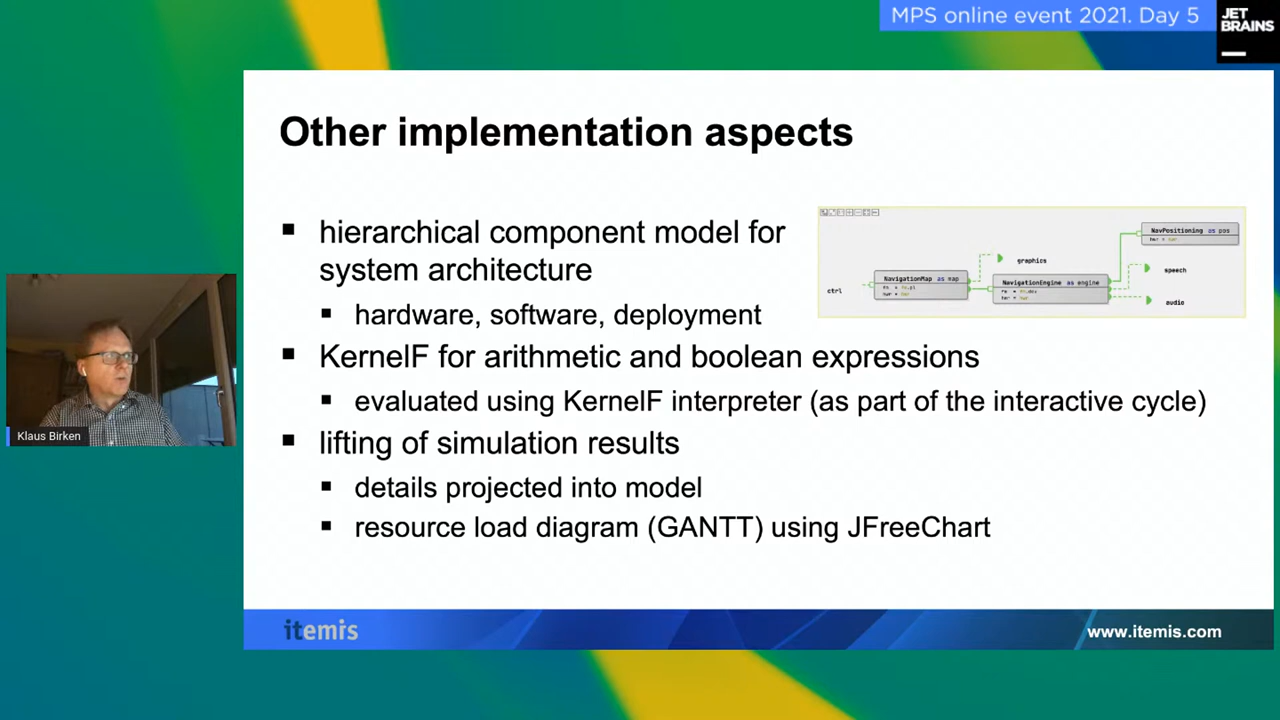 MPS online event 2021. Day 5
JET
BRAINS
Other implementation aspects
▪ hierarchical component model for
system architecture
▪ hardware, software, deployment
▪ KernelF for arithmetic and boolean expressions
▪ evaluated using KernelF interpreter (as part of the interactive cycle)
▪ lifting of simulation results
▪ details projected into model
▪ resource load diagram (GANTT) using JFreeChart
NavPositioning as pos
graphics
speech
NavigationMap as map
NavigationEngine as engine
ctrl
audio
Klaus Birken
itemis
www.itemis.com